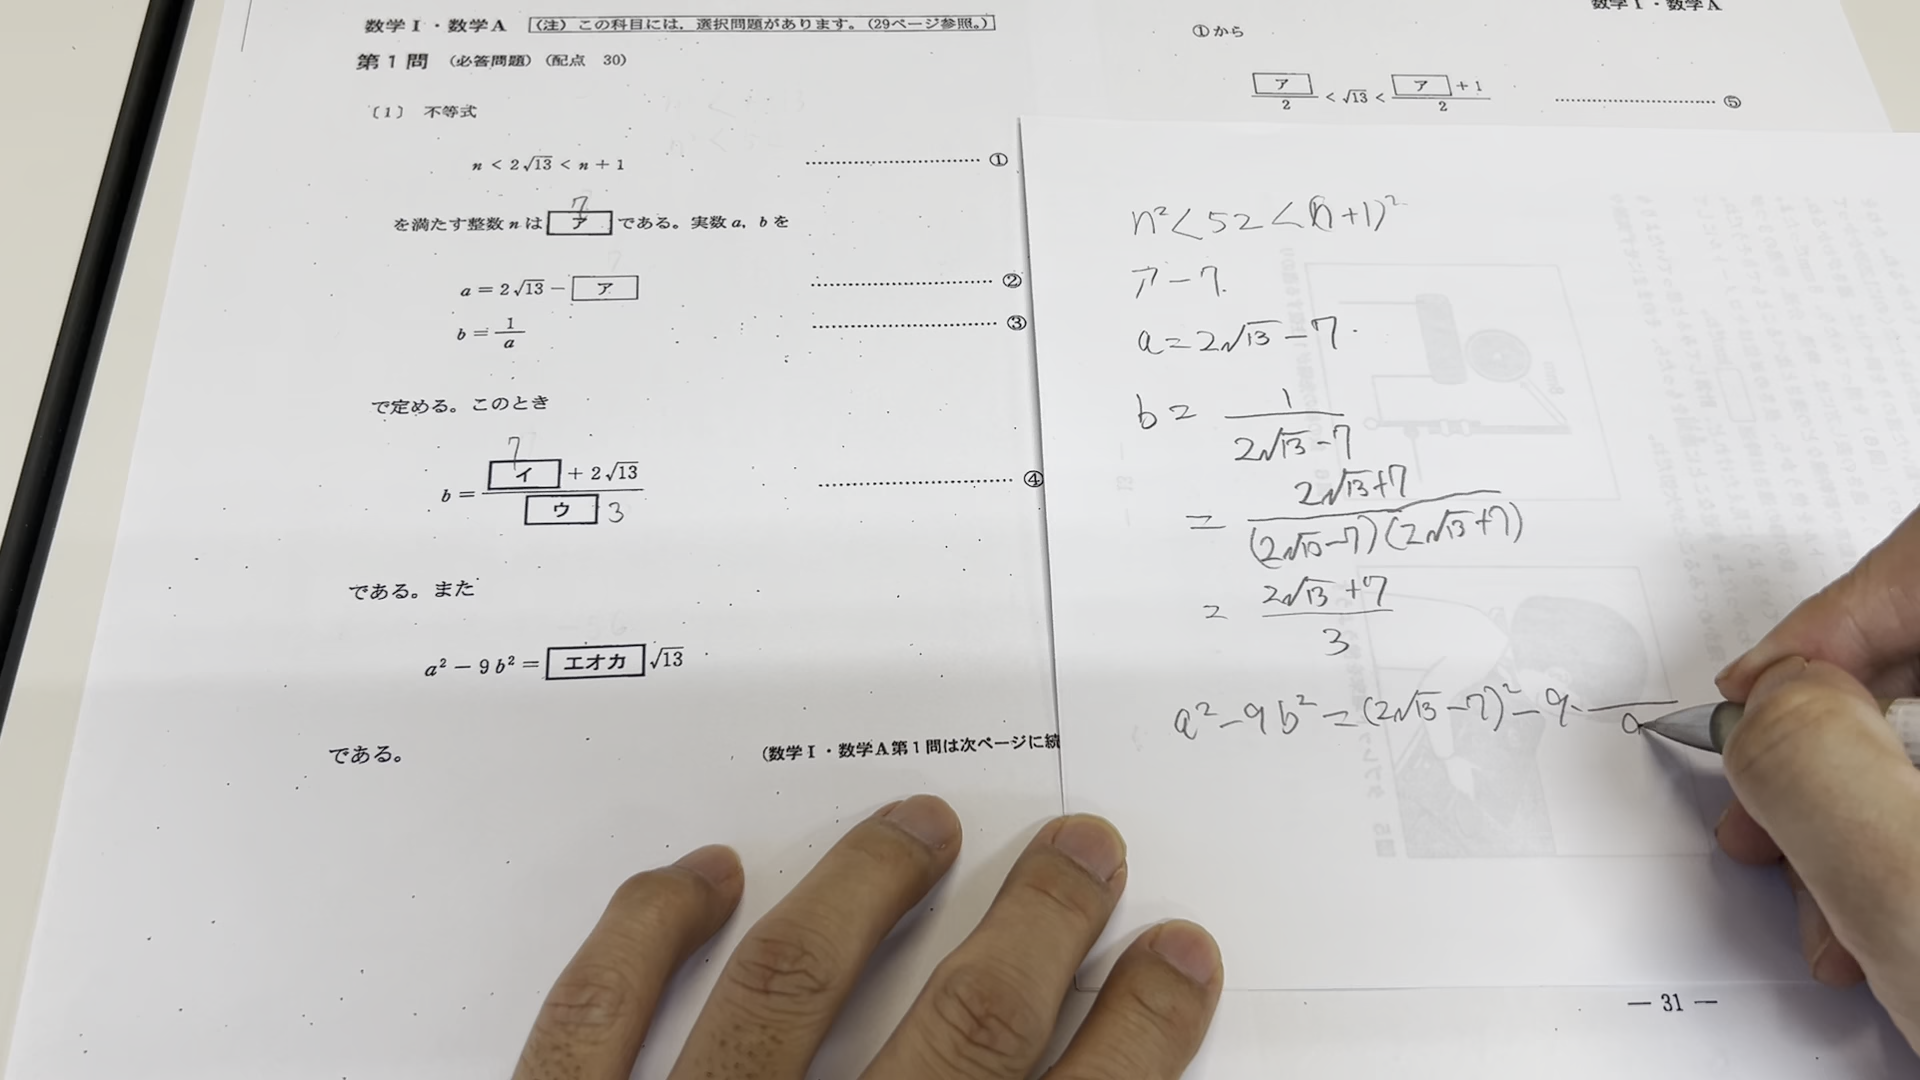 数学Ⅰ・数学A (注) この科目には,選択問題があります。(29ページ参照。)
第1問 (必答問題)(配点 30)
〔1〕 不等式
n < 2√13 < n + 1 ①
7
を満たす整数 n は ア である。実数 a, b を
a = 2√13 − ア ②
b = 1/a ③
で定める。このとき
7
b = (イ + 2√13)/ウ 3 ④
である。また
a² − 9b² = エオカ √13
である。
(数学Ⅰ・数学A第1問は次ページに続
数学Ⅰ・数学A
①から
ア/2 < √13 < (ア + 1)/2 ⑤
n² < 52 < (n+1)²
ア − 7.
a = 2√13 − 7.
b = 1/(2√13 − 7)
= (2√13+7)/((2√13−7)(2√13+7))
= (2√13+7)/3
a² − 9b² = (2√13 − 7)² − 9・
— 31 —